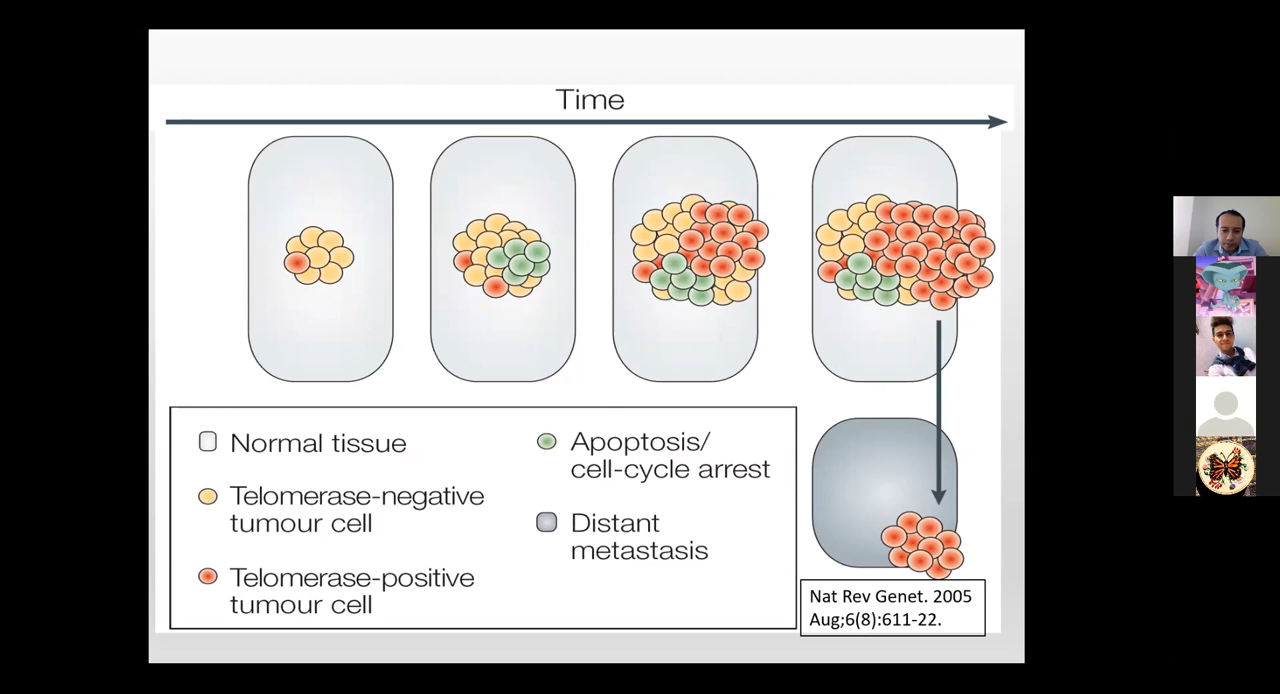 Time
Normal tissue
Telomerase-negative
tumour cell
Telomerase-positive
tumour cell
Apoptosis/
cell-cycle arrest
Distant
metastasis
Nat Rev Genet. 2005
Aug;6(8):611-22.